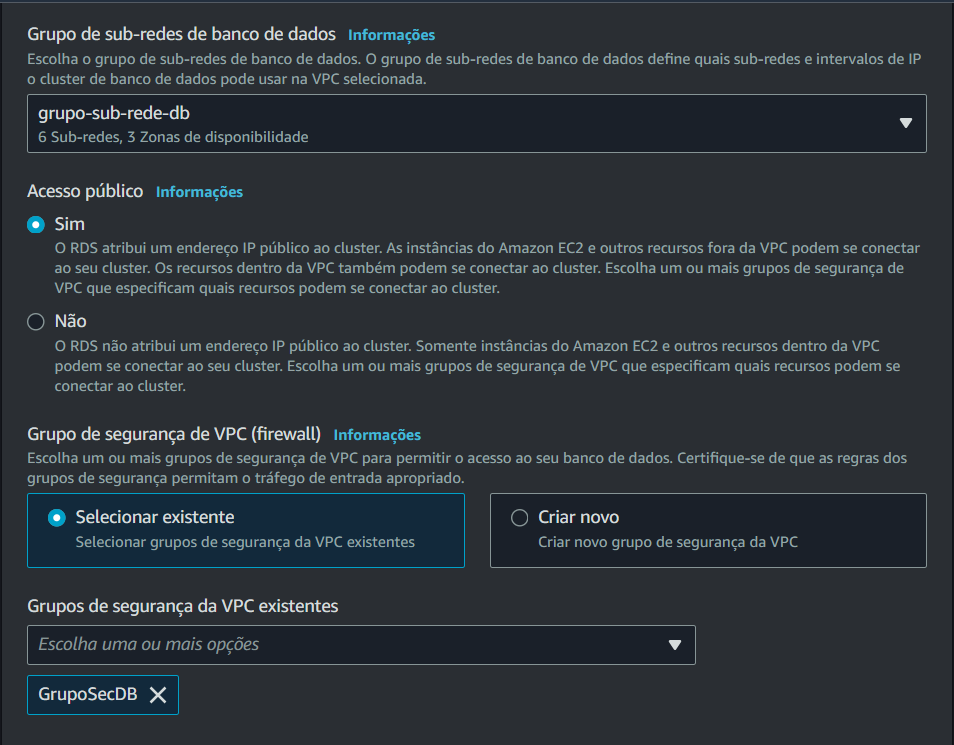 Grupo de sub-redes de banco de dados Informações
Escolha o grupo de sub-redes de banco de dados. O grupo de sub-redes de banco de dados define quais sub-redes e intervalos de IP
o cluster de banco de dados pode usar na VPC selecionada.
grupo-sub-rede-db
6 Sub-redes, 3 Zonas de disponibilidade
Acesso público Informações
Sim
O RDS atribui um endereço IP público ao cluster. As instâncias do Amazon EC2 e outros recursos fora da VPC podem se conectar
ao seu cluster. Os recursos dentro da VPC também podem se conectar ao cluster. Escolha um ou mais grupos de segurança de
VPC que especificam quais recursos podem se conectar ao cluster.
Não
O RDS não atribui um endereço IP público ao cluster. Somente instâncias do Amazon EC2 e outros recursos dentro da VPC
podem se conectar ao seu cluster. Escolha um ou mais grupos de segurança de VPC que especificam quais recursos podem se
conectar ao cluster.
Grupo de segurança de VPC (firewall) Informações
Escolha um ou mais grupos de segurança de VPC para permitir o acesso ao seu banco de dados. Certifique-se de que as regras dos
grupos de segurança permitam o tráfego de entrada apropriado.
Selecionar existente
Selecionar grupos de segurança da VPC existentes
Criar novo
Criar novo grupo de segurança da VPC
Grupos de segurança da VPC existentes
Escolha uma ou mais opções
GrupoSecDB